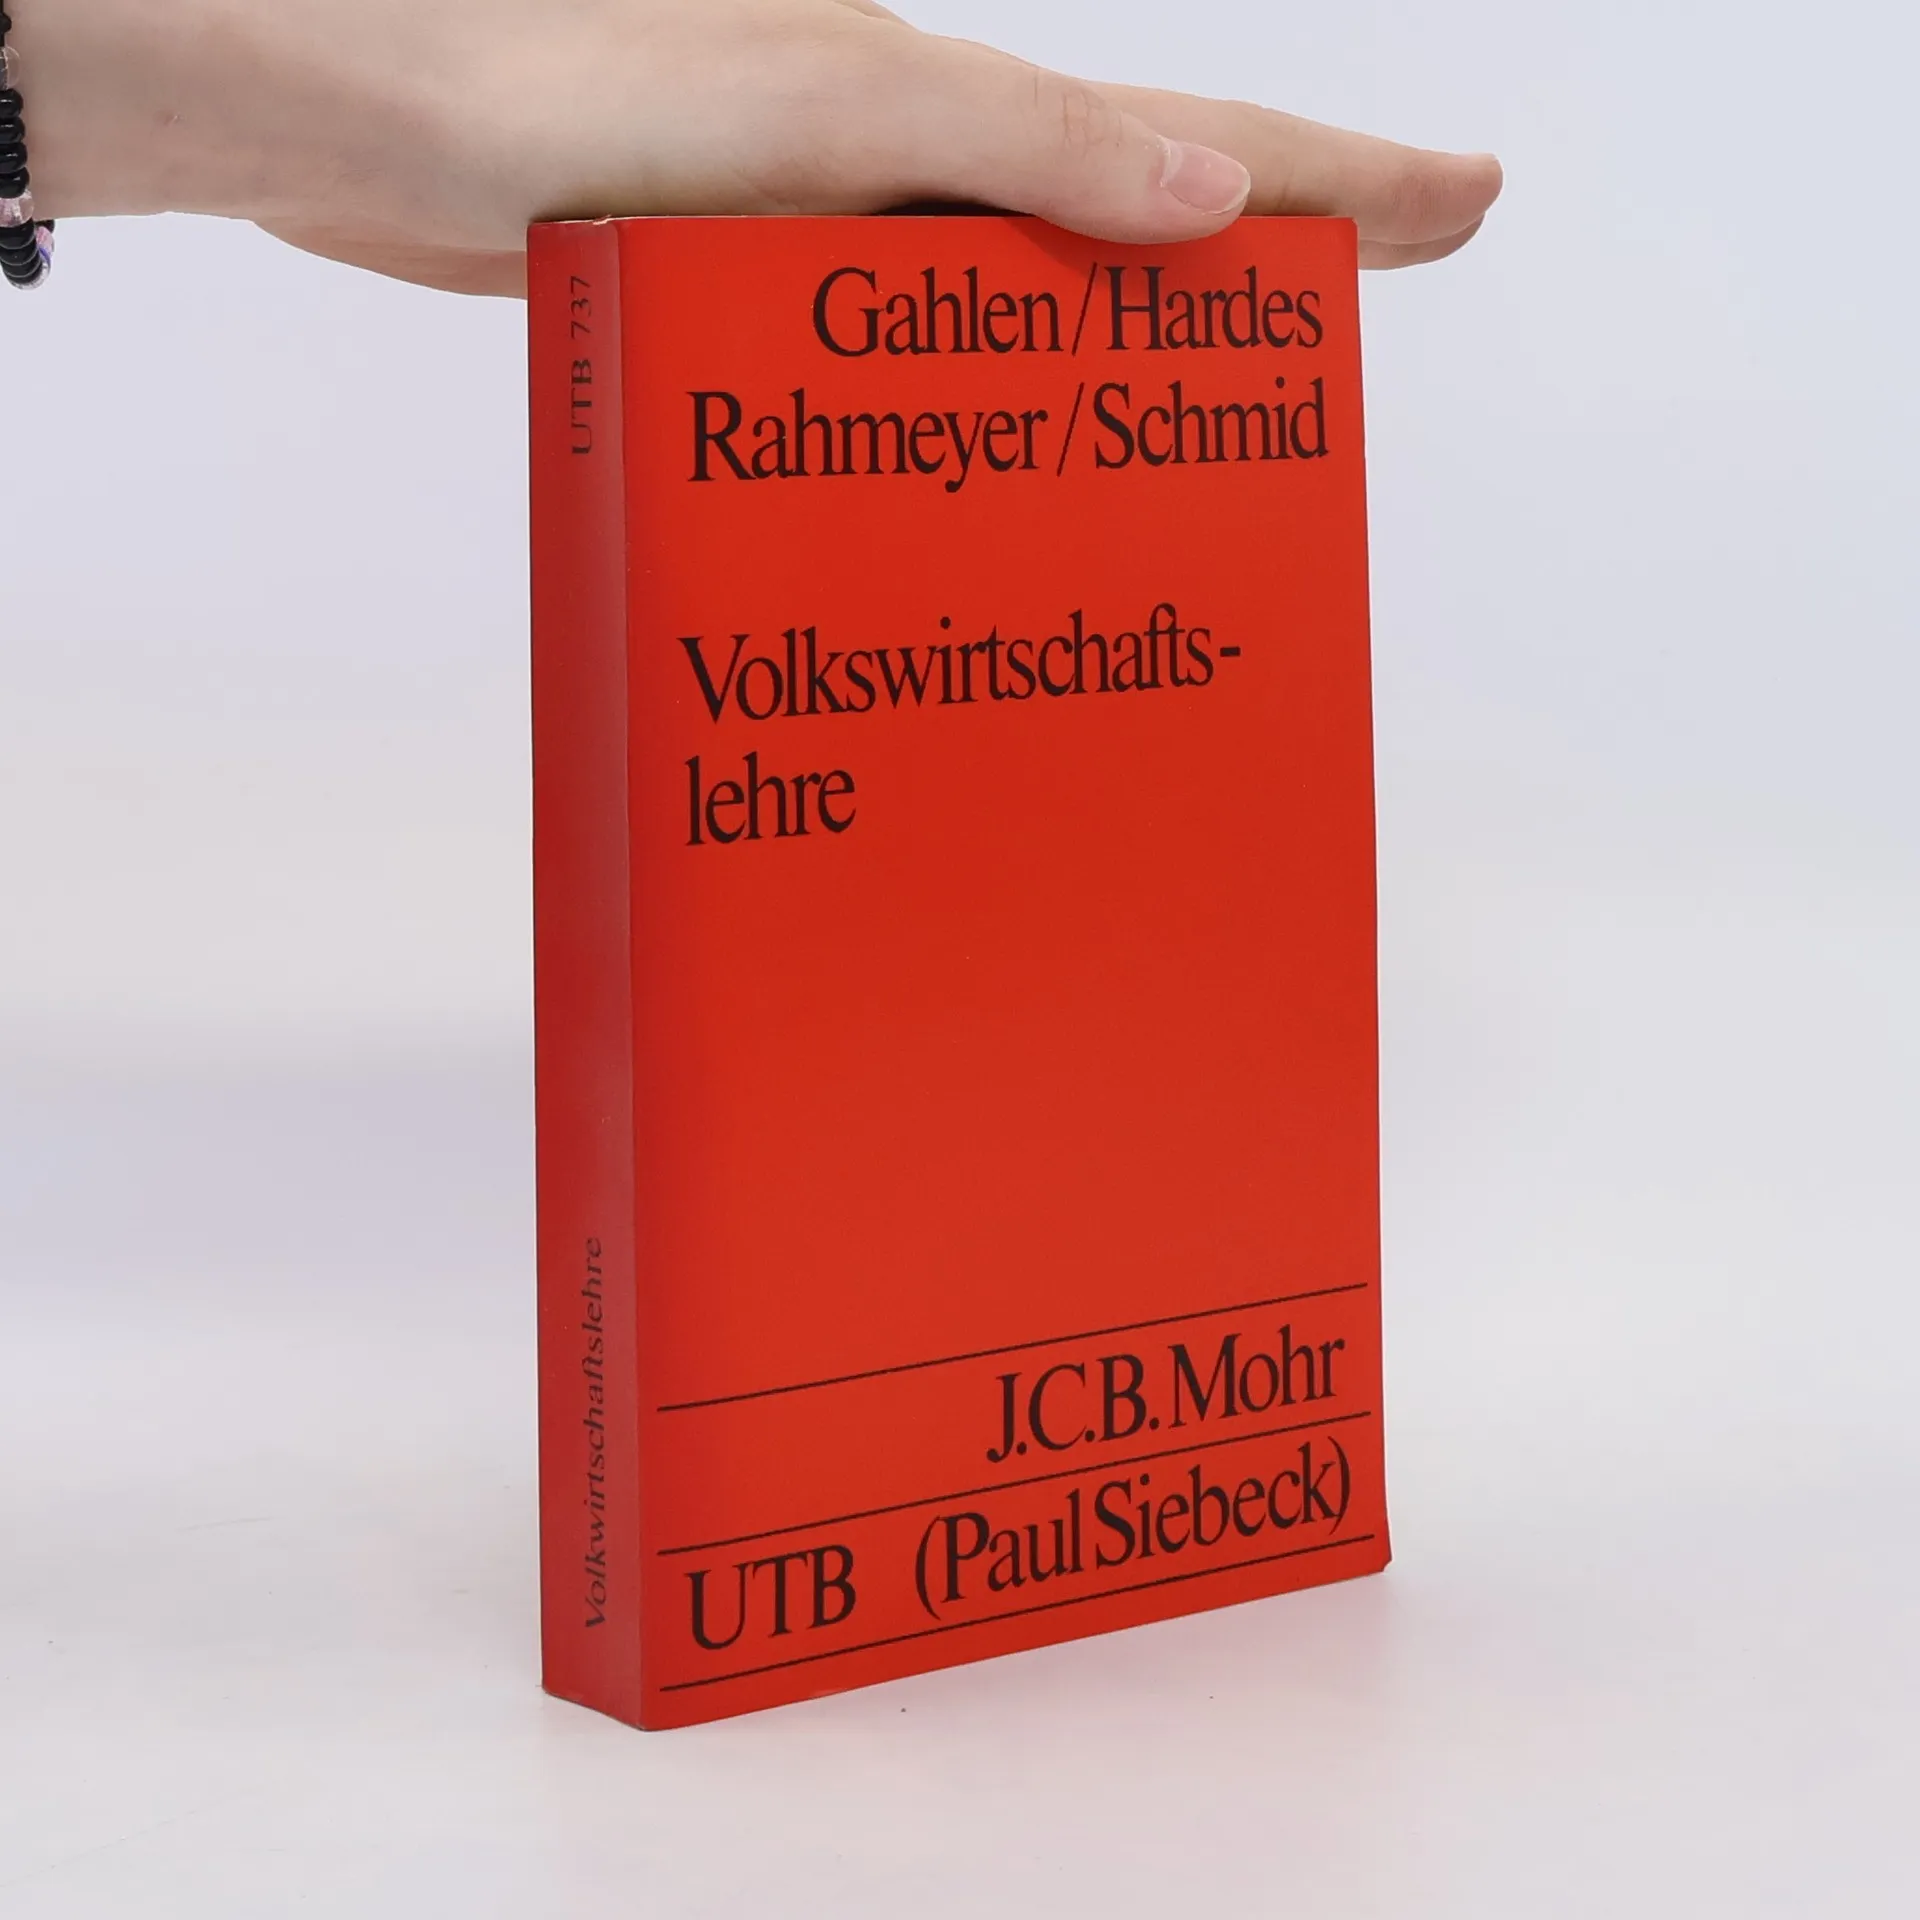 UTB 737
Volkwirtschaftslehre
Gahlen/Hardes
Rahmeyer/Schmid
Volkswirtschafts-
lehre
J.C.B. Mohr
UTB (Paul Siebeck)